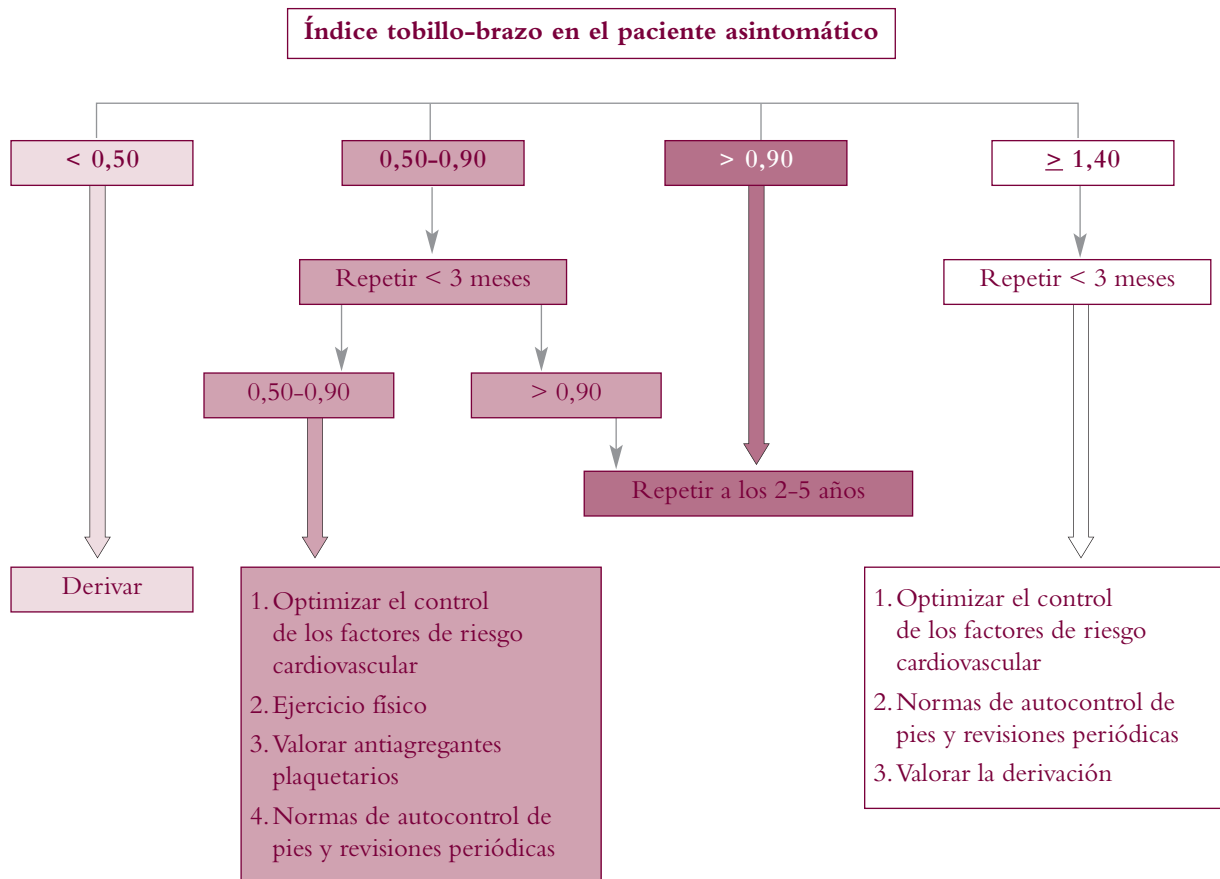 Índice tobillo-brazo en el paciente asintomático
< 0,50
0,50-0,90
> 0,90
≥ 1,40
Repetir < 3 meses
Repetir < 3 meses
0,50-0,90
> 0,90
Repetir a los 2-5 años
Derivar
1. Optimizar el control
de los factores de riesgo
cardiovascular
2. Ejercicio físico
3. Valorar antiagregantes
plaquetarios
4. Normas de autocontrol de
pies y revisiones periódicas
1. Optimizar el control
de los factores de riesgo
cardiovascular
2. Normas de autocontrol de
pies y revisiones periódicas
3. Valorar la derivación